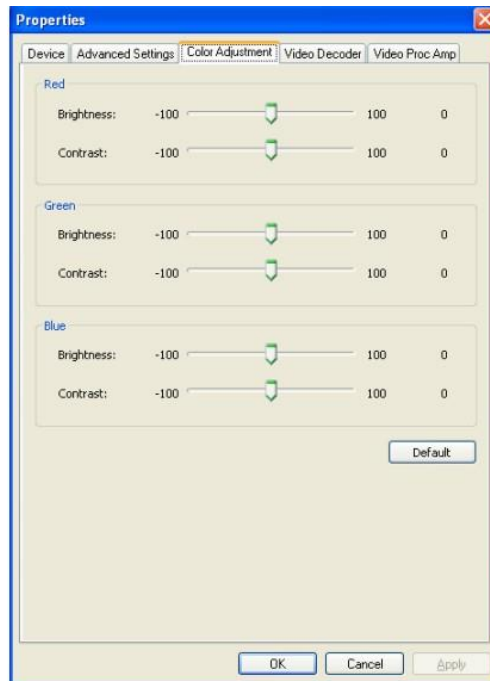 Properties
Device Advanced Settings Color Adjustment Video Decoder Video Proc Amp
Red
Brightness: -100 100 0
Contrast: -100 100 0
Green
Brightness: -100 100 0
Contrast: -100 100 0
Blue
Brightness: -100 100 0
Contrast: -100 100 0
Default
OK Cancel Apply